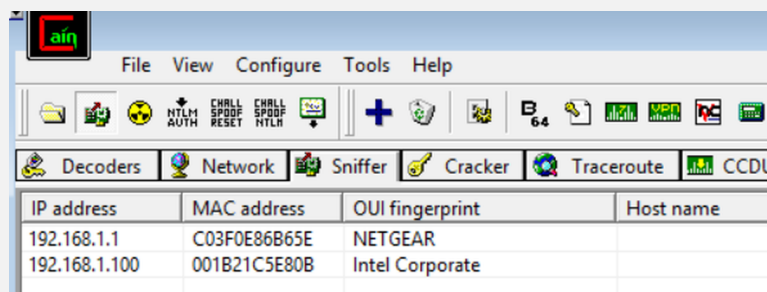 Cain
File View Configure Tools Help
NTLM AUTH CHALL SPOOF RESET CHALL SPOOF NTLM B64
Decoders Network Sniffer Cracker Traceroute CCDU
IP address MAC address OUI fingerprint Host name
192.168.1.1 C03F0E86B65E NETGEAR
192.168.1.100 001B21C5E80B Intel Corporate